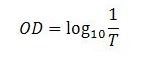 OD = log₁₀ 1/T